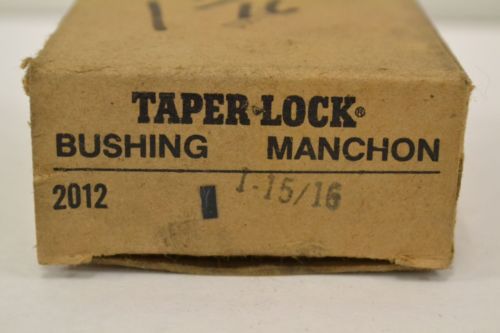 TAPER-LOCK®
BUSHING MANCHON
2012 1-15/16